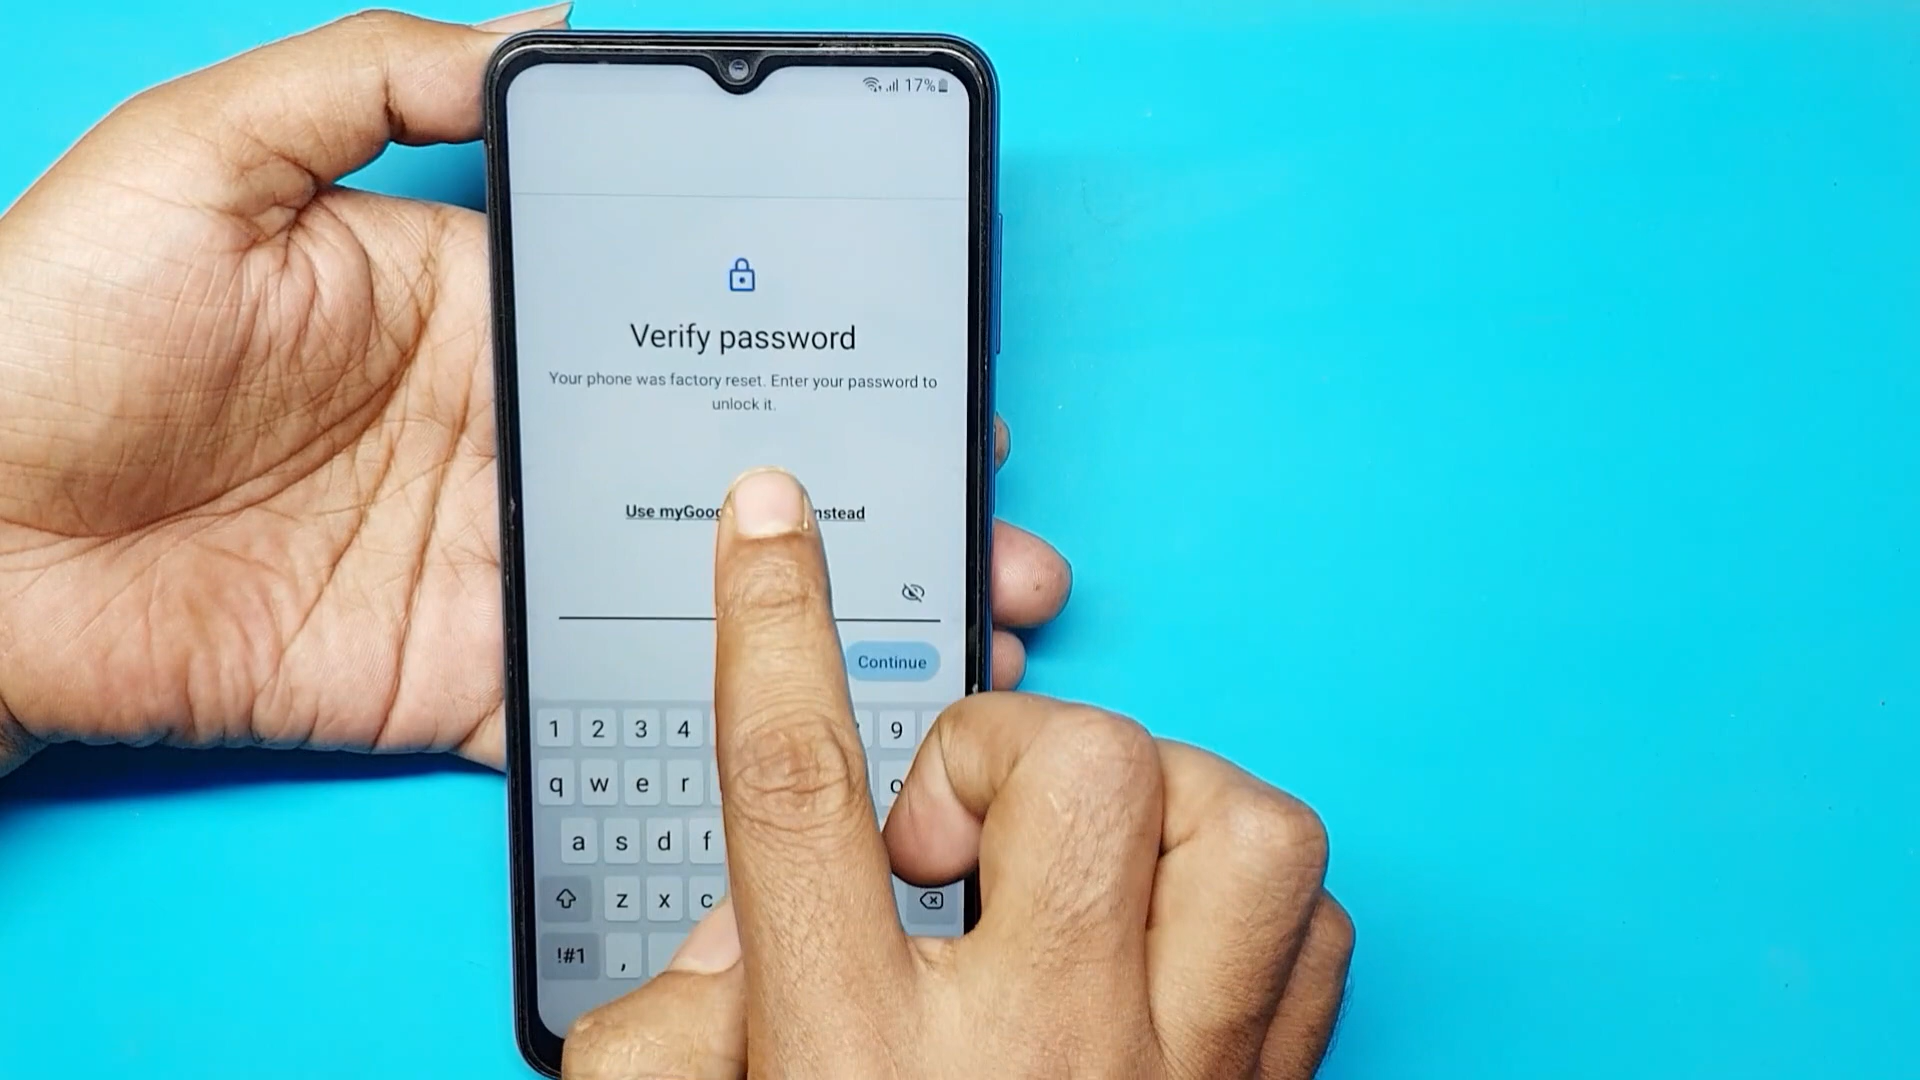 17%
Verify password
Your phone was factory reset. Enter your password to
unlock it.
Use myGoog nstead
Continue
1 2 3 4 9
q w e r o
a s d f
z x c
!#1 ,